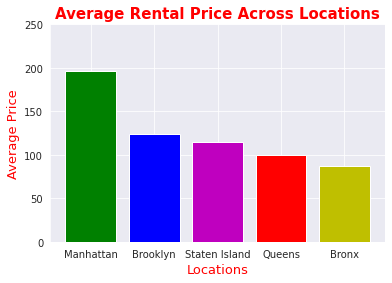 Average Rental Price Across Locations
250
200
150
100
50
0
Average Price
Manhattan Brooklyn Staten Island Queens Bronx
Locations